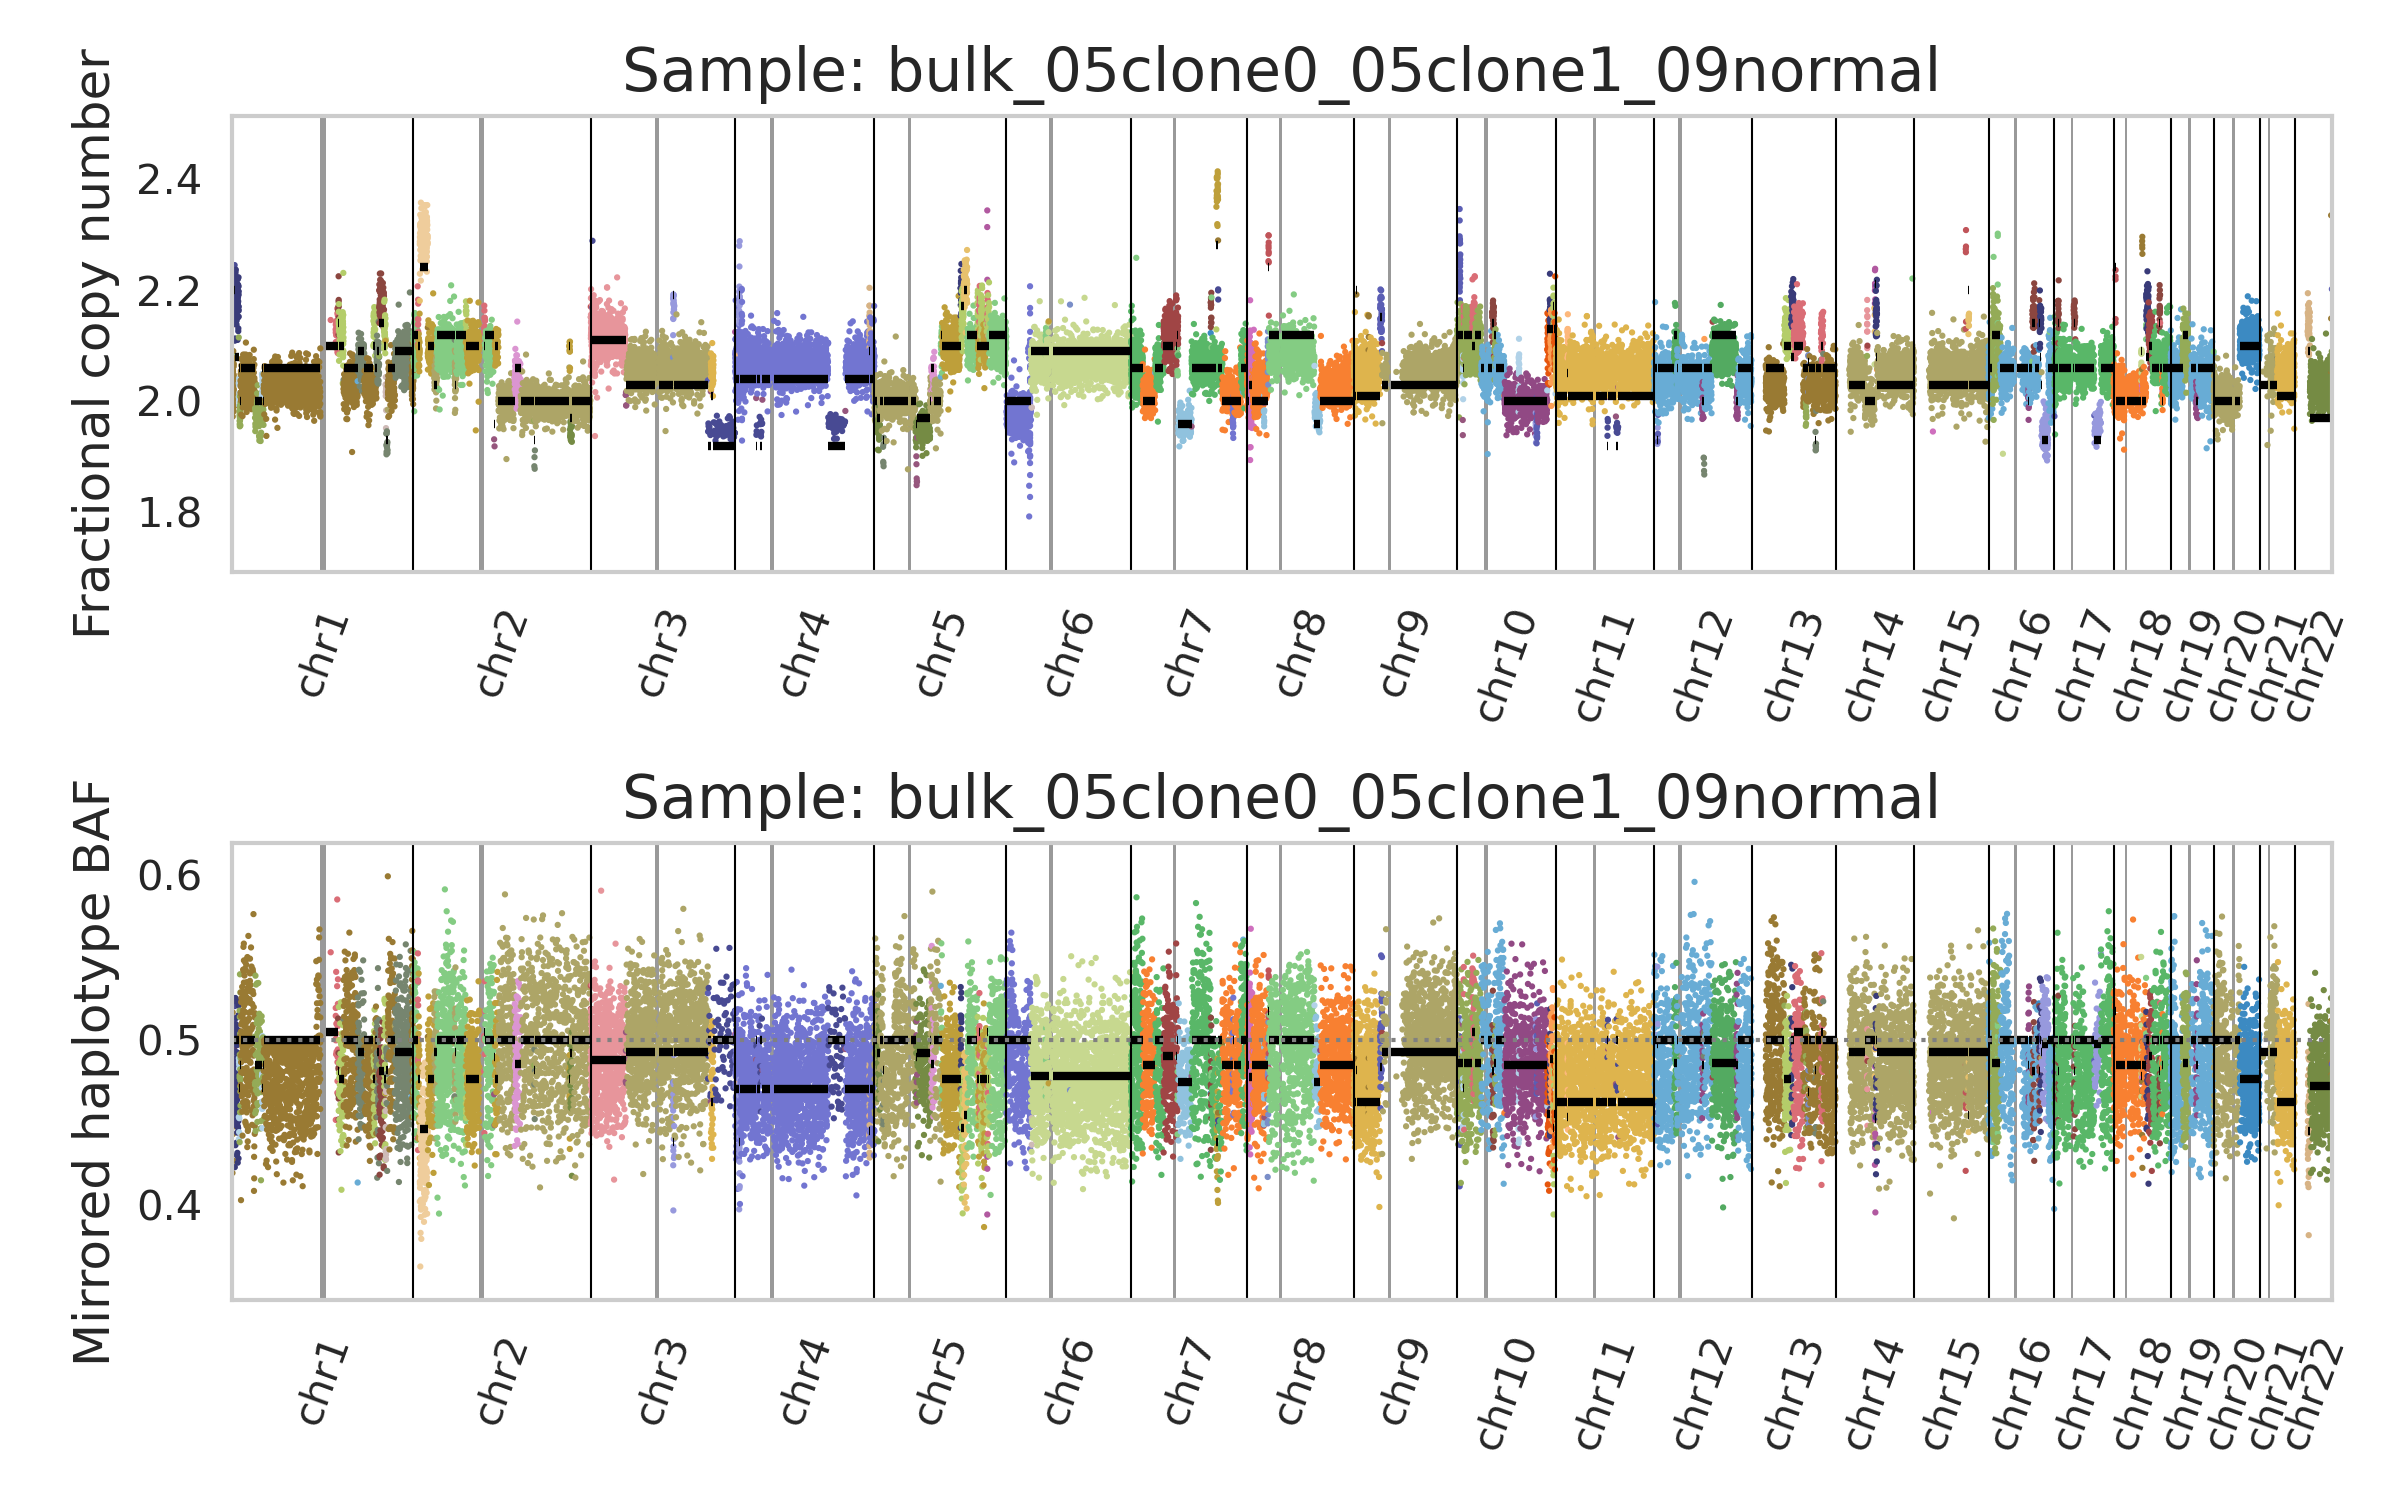 Sample: bulk_05clone0_05clone1_09normal
Fractional copy number
2.4
2.2
2.0
1.8
chr1 chr2 chr3 chr4 chr5 chr6 chr7 chr8 chr9 chr10 chr11 chr12 chr13 chr14 chr15 chr16 chr17 chr18 chr19 chr20 chr21 chr22
Sample: bulk_05clone0_05clone1_09normal
Mirrored haplotype BAF
0.6
0.5
0.4
chr1 chr2 chr3 chr4 chr5 chr6 chr7 chr8 chr9 chr10 chr11 chr12 chr13 chr14 chr15 chr16 chr17 chr18 chr19 chr20 chr21 chr22